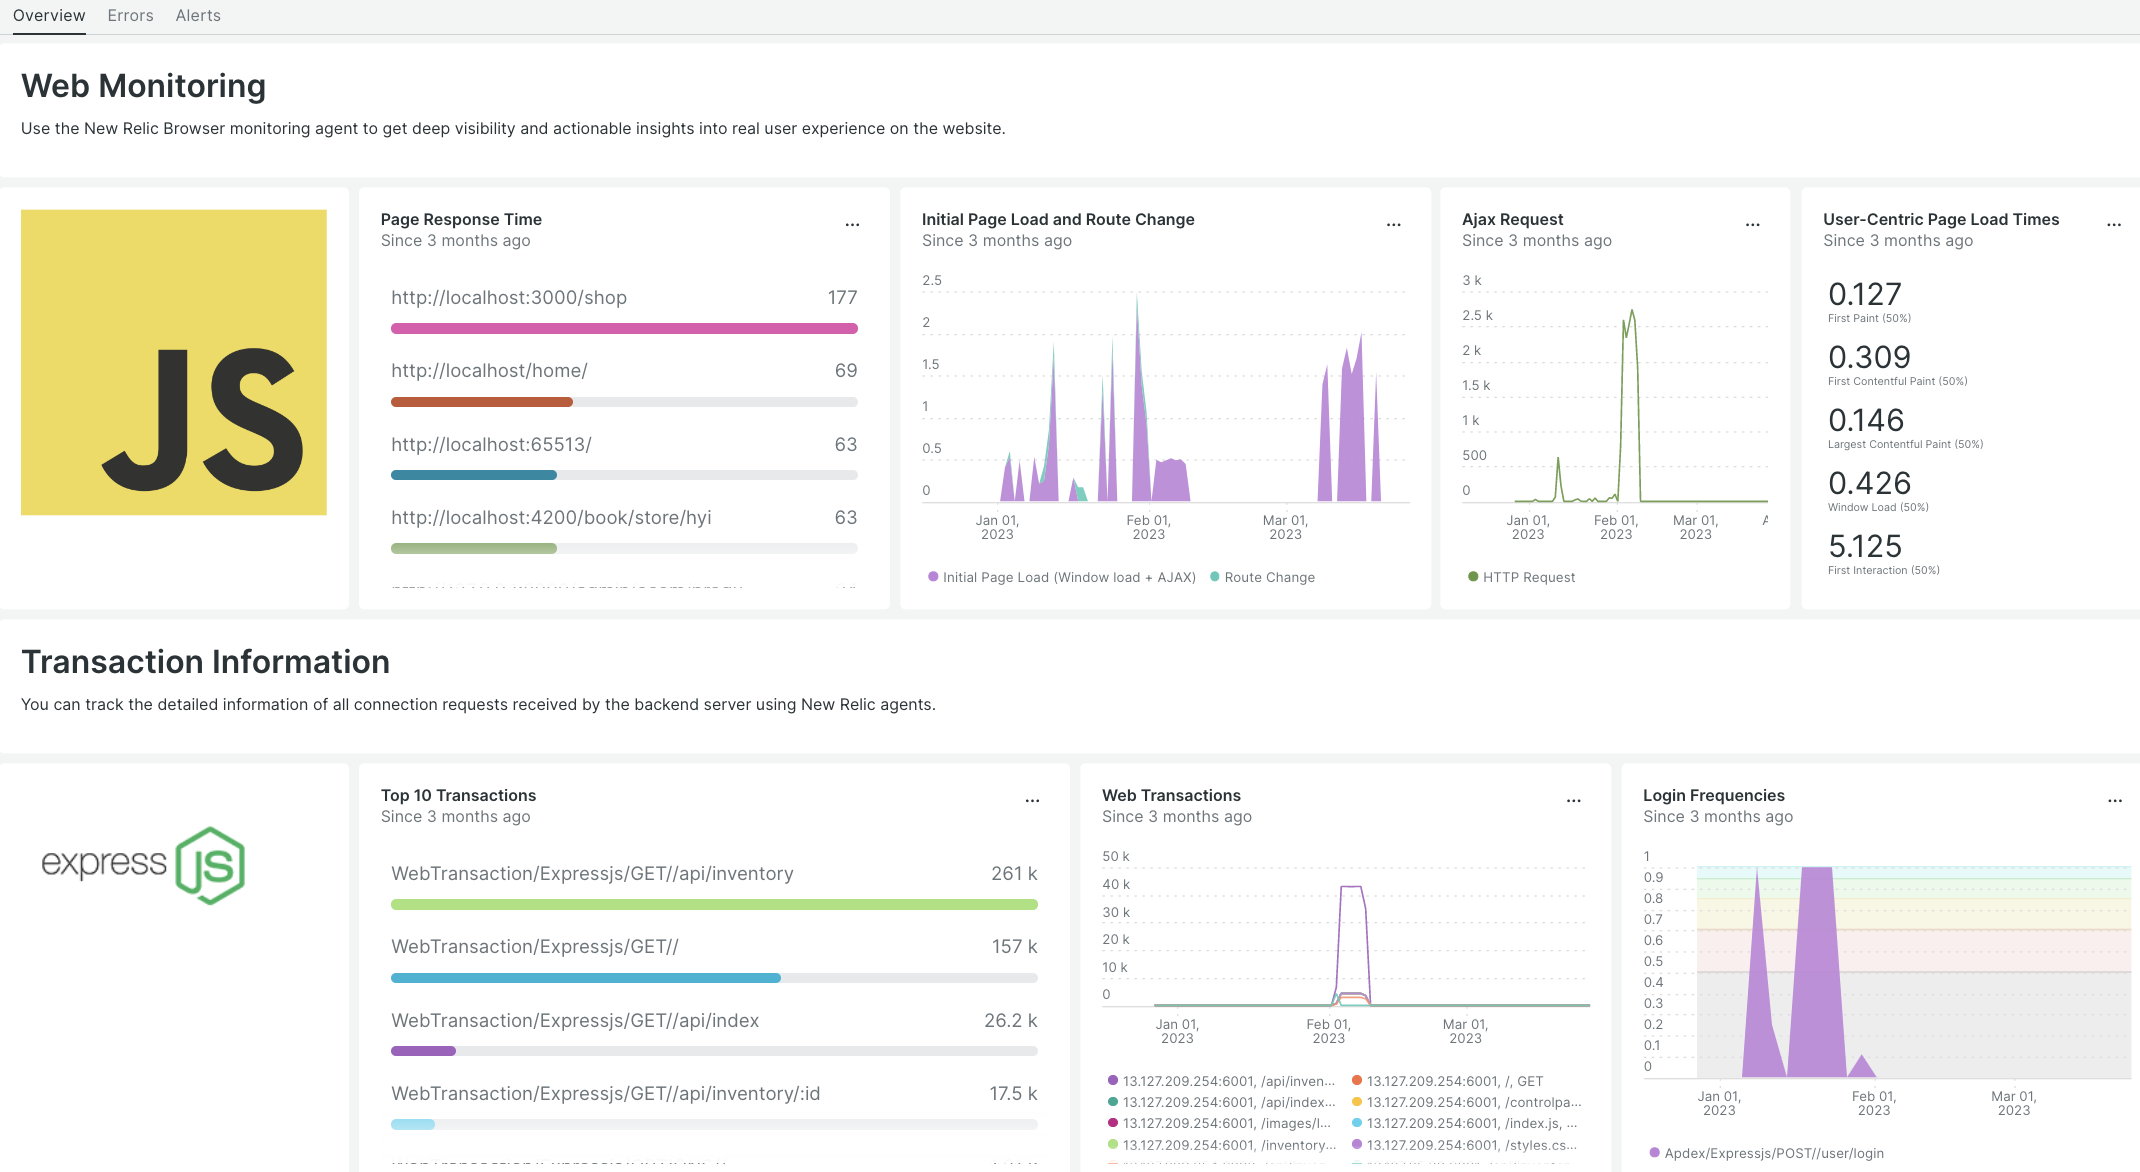 Overview Errors Alerts
Web Monitoring
Use the New Relic Browser monitoring agent to get deep visibility and actionable insights into real user experience on the website.
JS
Page Response Time
...
Since 3 months ago
http://localhost:3000/shop 177
http://localhost/home/ 69
http://localhost:65513/ 63
http://localhost:4200/book/store/hyi 63
Initial Page Load and Route Change
...
Since 3 months ago
2.5
2
1.5
1
0.5
0
Jan 01, Feb 01, Mar 01,
2023 2023 2023
Initial Page Load (Window load + AJAX) Route Change
Ajax Request
...
Since 3 months ago
3 k
2.5 k
2 k
1.5 k
1 k
500
0
Jan 01, Feb 01, Mar 01,
2023 2023 2023
HTTP Request
User-Centric Page Load Times
...
Since 3 months ago
0.127
First Paint (50%)
0.309
First Contentful Paint (50%)
0.146
Largest Contentful Paint (50%)
0.426
Window Load (50%)
5.125
First Interaction (50%)
Transaction Information
You can track the detailed information of all connection requests received by the backend server using New Relic agents.
express JS
Top 10 Transactions
...
Since 3 months ago
WebTransaction/Expressjs/GET//api/inventory 261 k
WebTransaction/Expressjs/GET// 157 k
WebTransaction/Expressjs/GET//api/index 26.2 k
WebTransaction/Expressjs/GET//api/inventory/:id 17.5 k
Web Transactions
...
Since 3 months ago
50 k
40 k
30 k
20 k
10 k
0
Jan 01, Feb 01, Mar 01,
2023 2023 2023
13.127.209.254:6001, /api/inven... 13.127.209.254:6001, /, GET
13.127.209.254:6001, /api/index... 13.127.209.254:6001, /controlpa...
13.127.209.254:6001, /images/l... 13.127.209.254:6001, /index.js, ...
13.127.209.254:6001, /inventory... 13.127.209.254:6001, /styles.cs...
Login Frequencies
...
Since 3 months ago
1
0.9
0.8
0.7
0.6
0.5
0.4
0.3
0.2
0.1
0
Jan 01, Feb 01, Mar 01,
2023 2023 2023
Apdex/Expressjs/POST//user/login